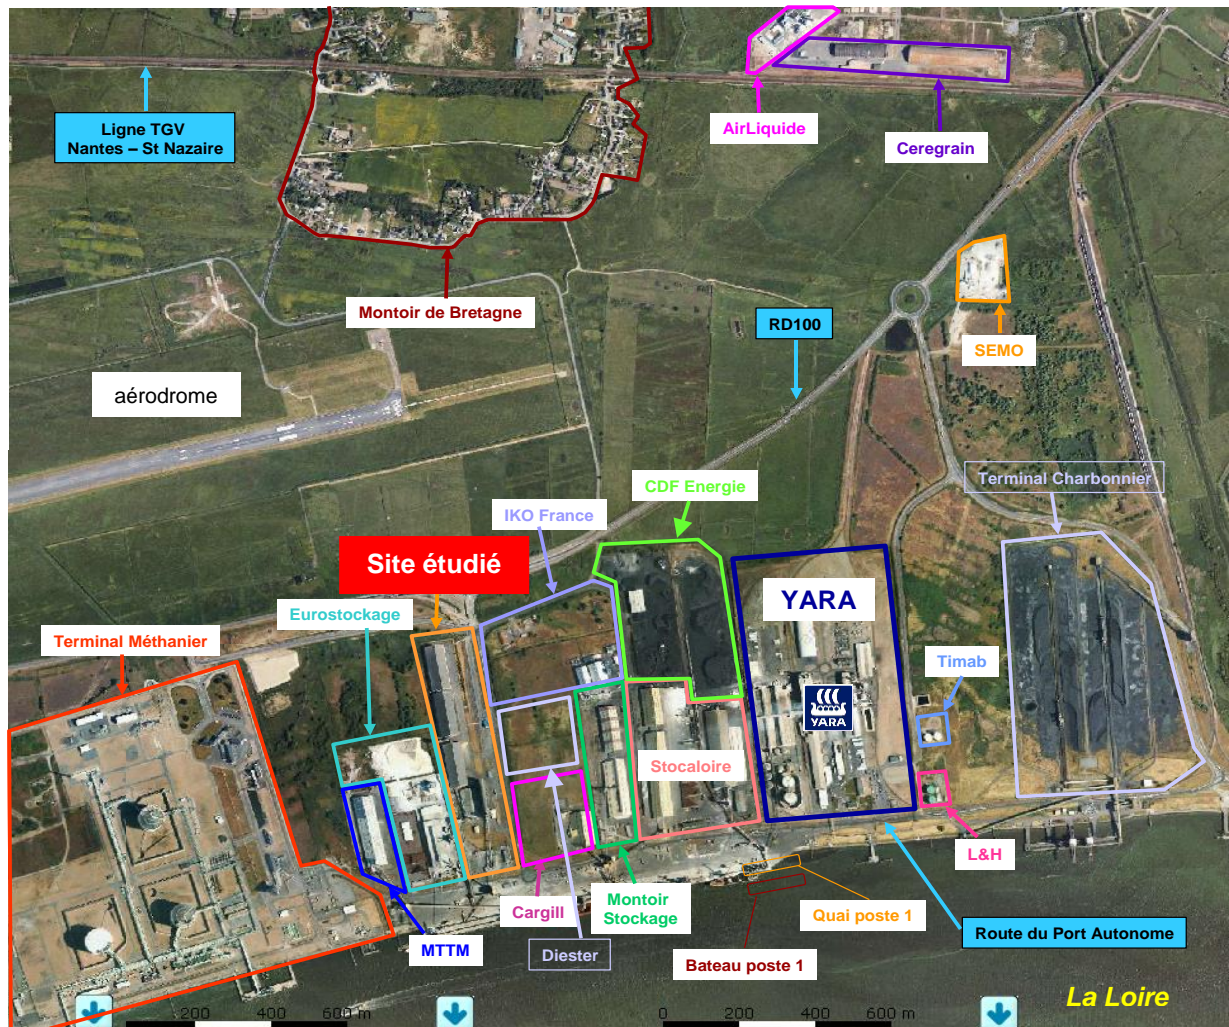 Ligne TGV
Nantes – St Nazaire
AirLiquide
Ceregrain
Montoir de Bretagne
RD100
SEMO
aérodrome
CDF Energie
Terminal Charbonnier
IKO France
Site étudié
YARA
Eurostockage
Terminal Méthanier
Timab
YARA
Stocaloire
L&H
Cargill
Montoir
Stockage
Quai poste 1
Route du Port Autonome
MTTM
Diester
Bateau poste 1
La Loire
200 400 600 m
0 200 400 600 m